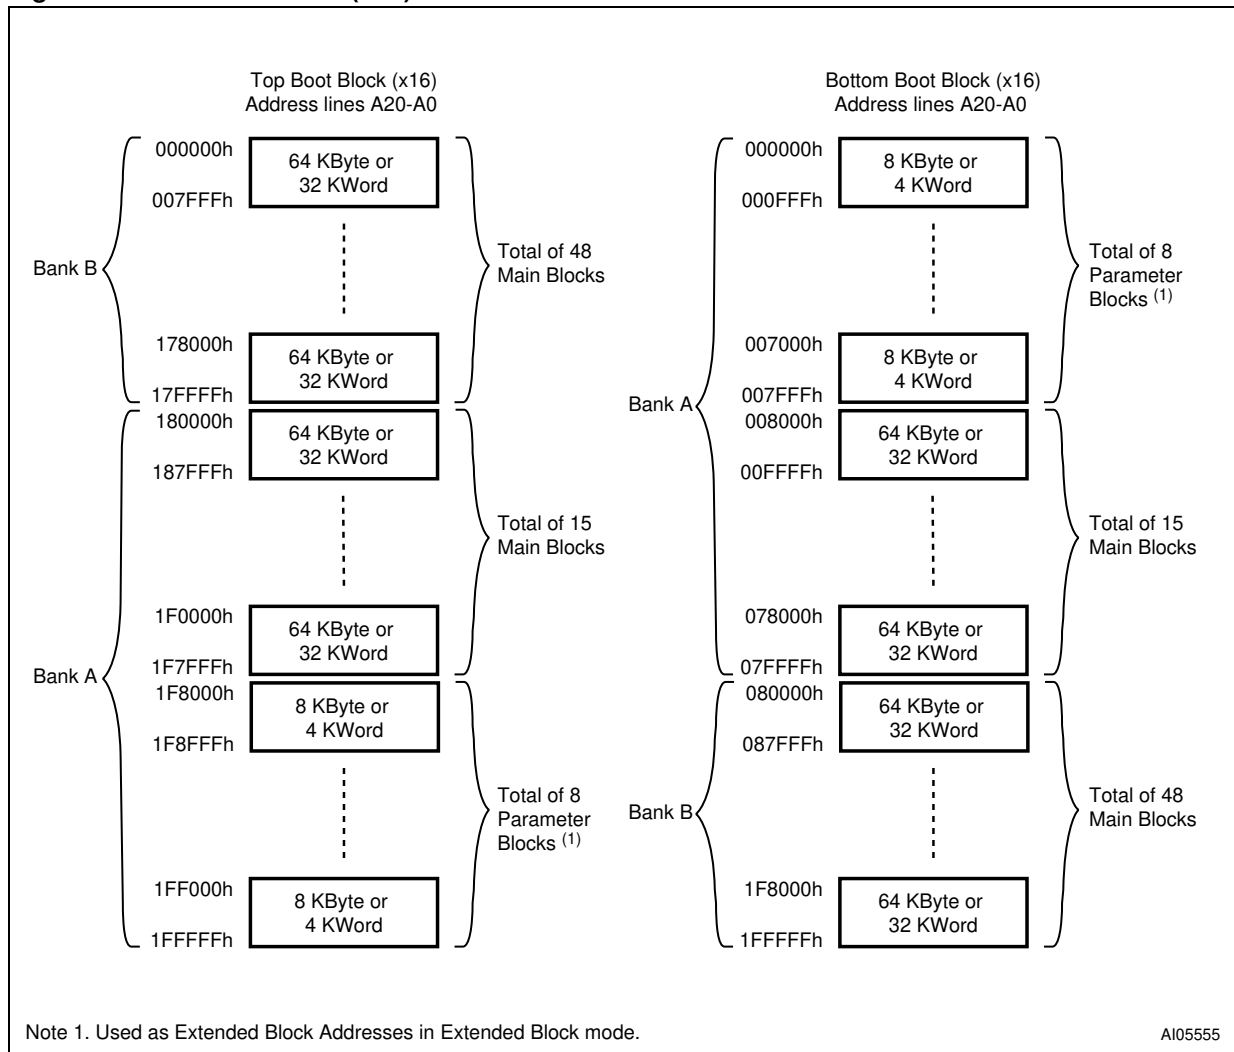 Top Boot Block (x16)
Address lines A20-A0
000000h
64 KByte or
32 KWord
007FFFh
Bank B
Total of 48
Main Blocks
178000h
64 KByte or
32 KWord
17FFFFh
180000h
64 KByte or
32 KWord
187FFFh
Total of 15
Main Blocks
1F0000h
64 KByte or
32 KWord
1F7FFFh
Bank A
1F8000h
8 KByte or
4 KWord
1F8FFFh
Total of 8
Parameter
Blocks (1)
1FF000h
8 KByte or
4 KWord
1FFFFFh
Bottom Boot Block (x16)
Address lines A20-A0
000000h
8 KByte or
4 KWord
000FFFh
Total of 8
Parameter
Blocks (1)
007000h
8 KByte or
4 KWord
007FFFh
Bank A
008000h
64 KByte or
32 KWord
00FFFFh
Total of 15
Main Blocks
078000h
64 KByte or
32 KWord
07FFFFh
080000h
64 KByte or
32 KWord
087FFFh
Bank B
Total of 48
Main Blocks
1F8000h
64 KByte or
32 KWord
1FFFFFh
Note 1. Used as Extended Block Addresses in Extended Block mode.
AI05555